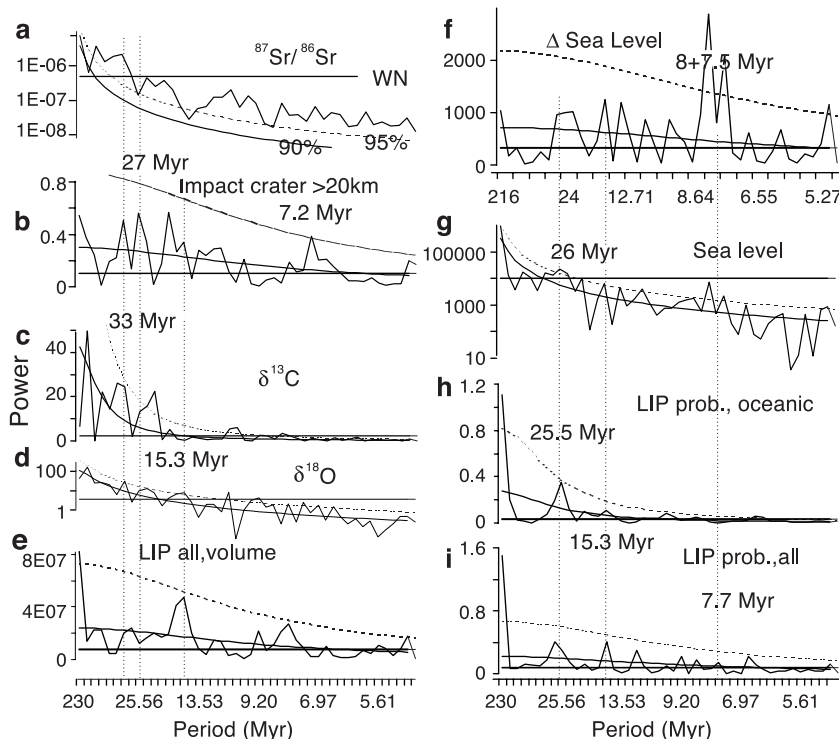 a
87Sr/ 86Sr
WN
1E-06
1E-07
1E-08
90%
95%
27 Myr
Impact crater >20km
7.2 Myr
b
0.8
0.4
0
c
33 Myr
δ13C
40
20
0
Power
d
15.3 Myr
δ18O
100
1
e
LIP all,volume
8E07
4E07
0
230 25.56 13.53 9.20 6.97 5.61
Period (Myr)
f
Δ Sea Level
8+7.5 Myr
2000
1000
0
216 24 12.71 8.64 6.55 5.27
g
26 Myr
Sea level
100000
1000
10
h
LIP prob., oceanic
25.5 Myr
1.2
0.8
0.4
0
i
15.3 Myr
LIP prob.,all
7.7 Myr
1.6
0.8
0
230 25.56 13.53 9.20 6.97 5.61
Period (Myr)